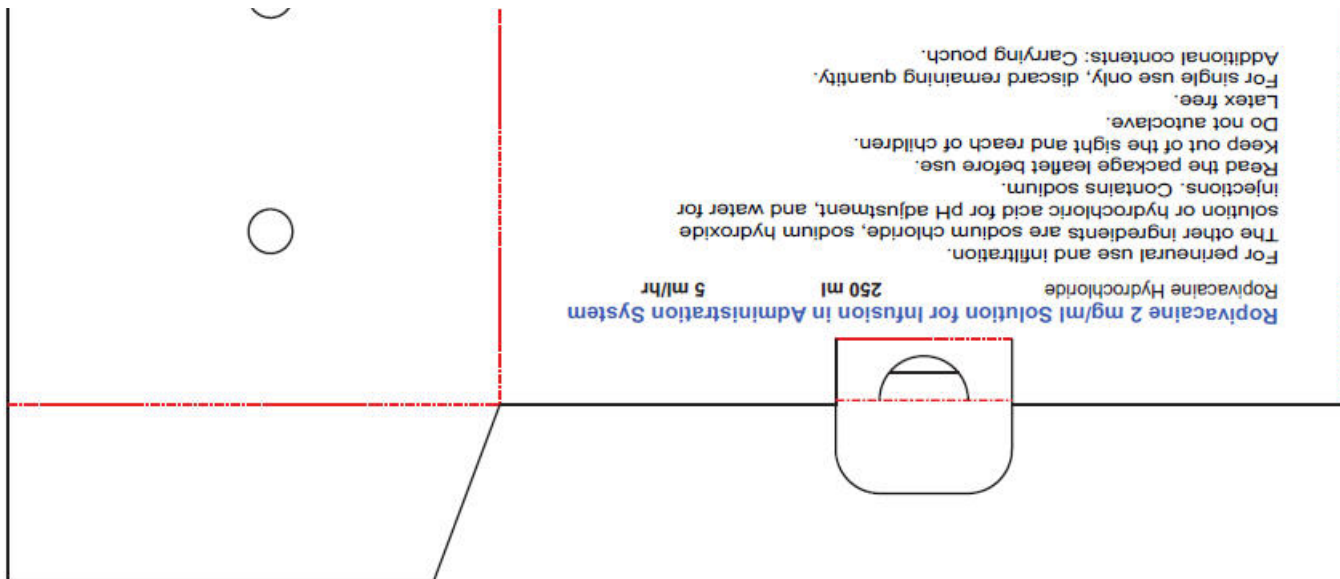 Ropivacaine 2 mg/ml Solution for Infusion in Administration System
Ropivacaine Hydrochloride 250 ml 5 ml/hr
For perineural use and infiltration.
The other ingredients are sodium chloride, sodium hydroxide
solution or hydrochloric acid for pH adjustment, and water for
injections. Contains sodium.
Read the package leaflet before use.
Keep out of the sight and reach of children.
Do not autoclave.
Latex free.
For single use only, discard remaining quantity.
Additional contents: Carrying pouch.